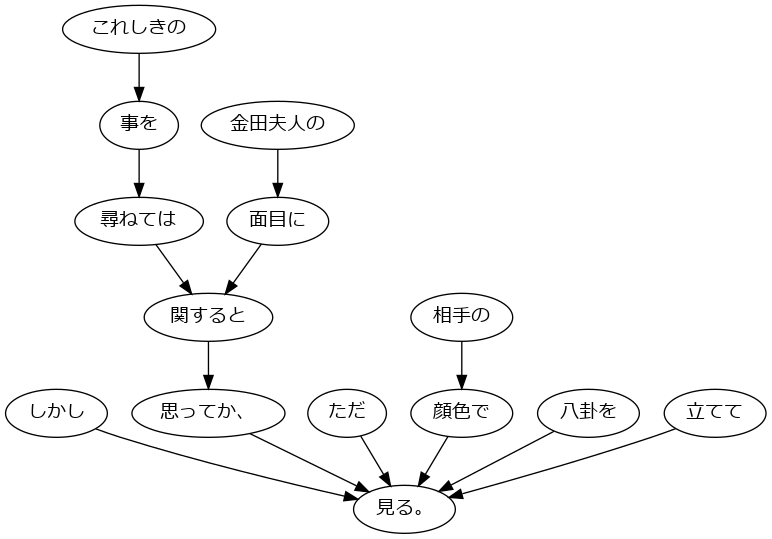 これしきの
事を
金田夫人の
尋ねては
面目に
関すると
相手の
しかし
思ってか、
ただ
顔色で
八卦を
立てて
見る。